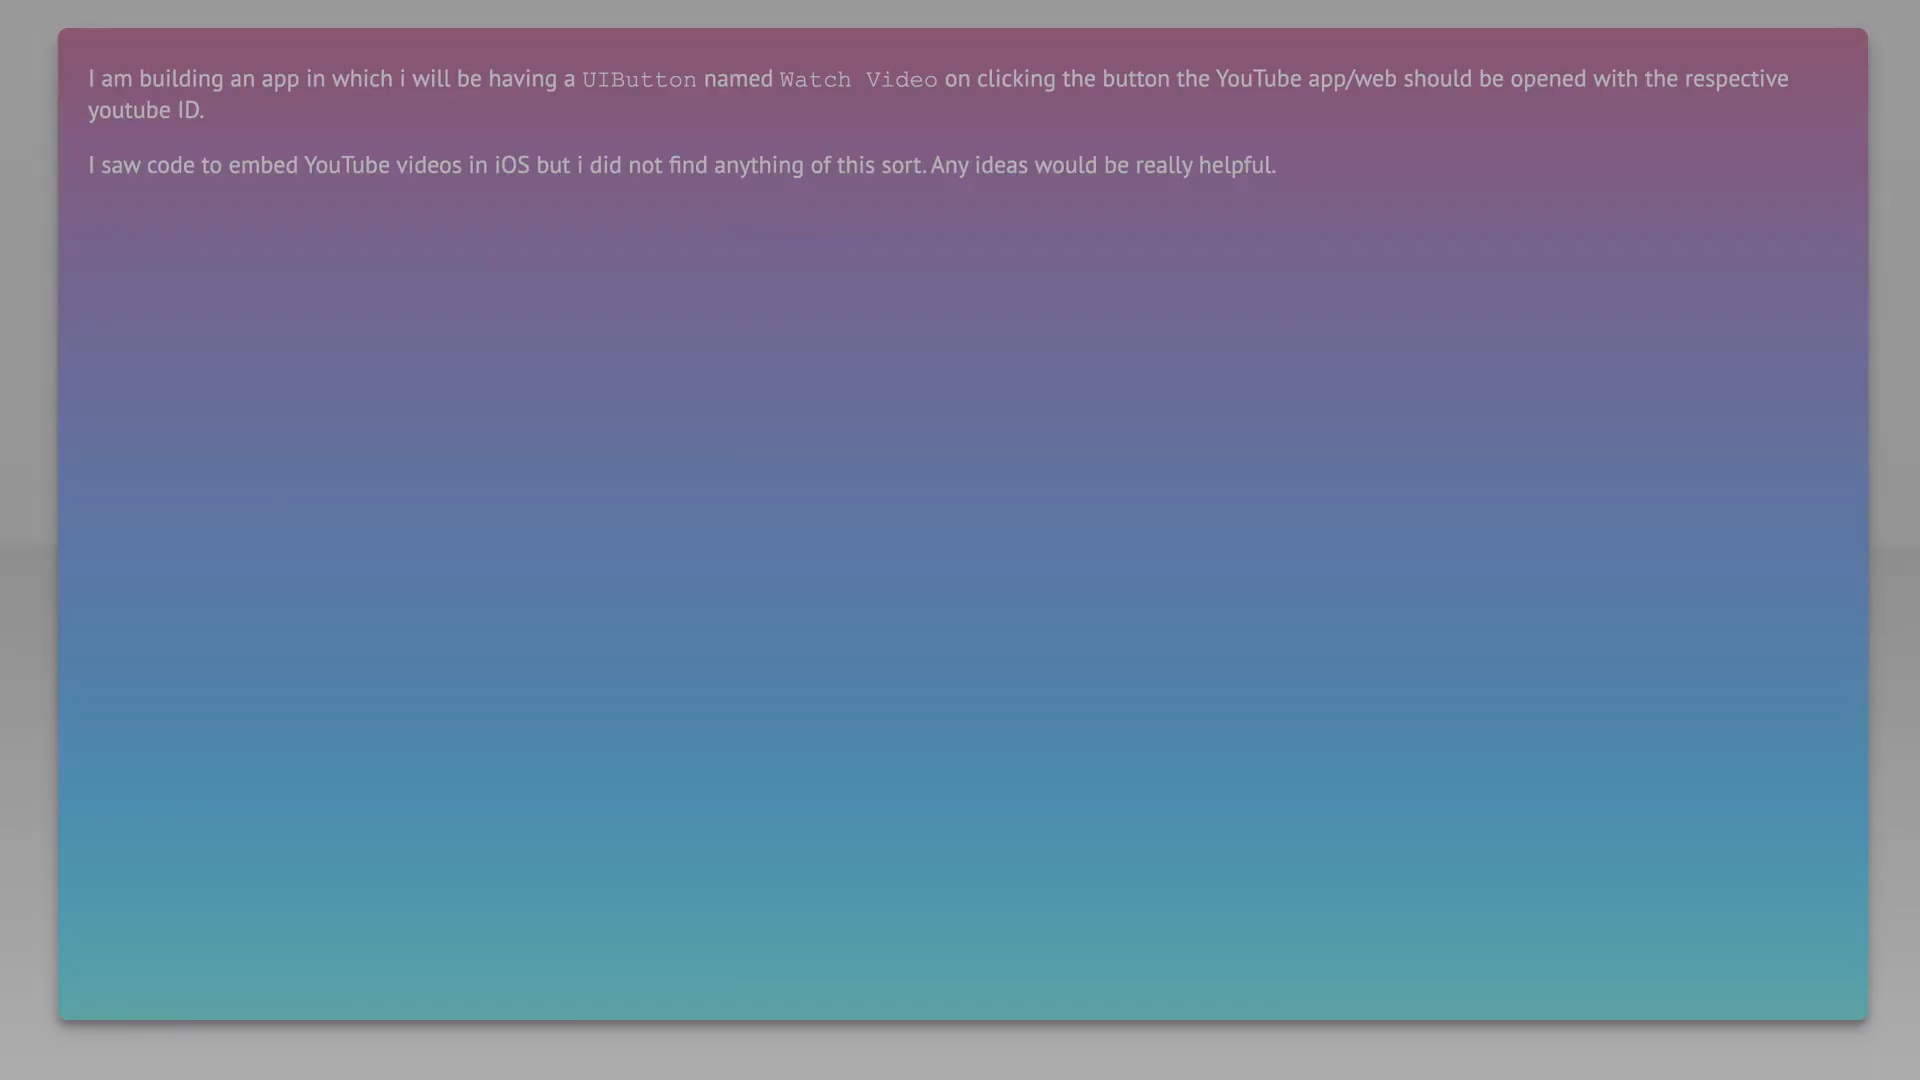 I am building an app in which i will be having a UIButton named Watch Video on clicking the button the YouTube app/web should be opened with the respective
youtube ID.
I saw code to embed YouTube videos in iOS but i did not find anything of this sort. Any ideas would be really helpful.